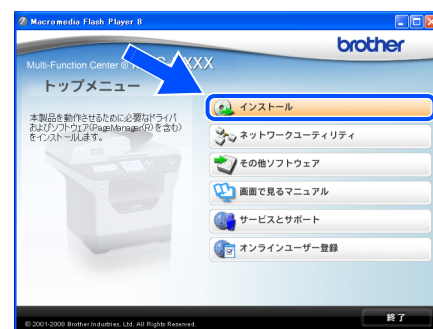 Macromedia Flash Player 8
brother
Multi-Function Center ®
XX
トップメニュー
本製品を動作させるために必要なドライバ
およびソフトウェア(PageManager(R)を含む)
をインストールします。
インストール
ネットワークユーティリティ
その他ソフトウェア
画面で見るマニュアル
サービスとサポート
オンラインユーザー登録
© 2001-2008 Brother Industries, Ltd. All Rights Reserved.
終了